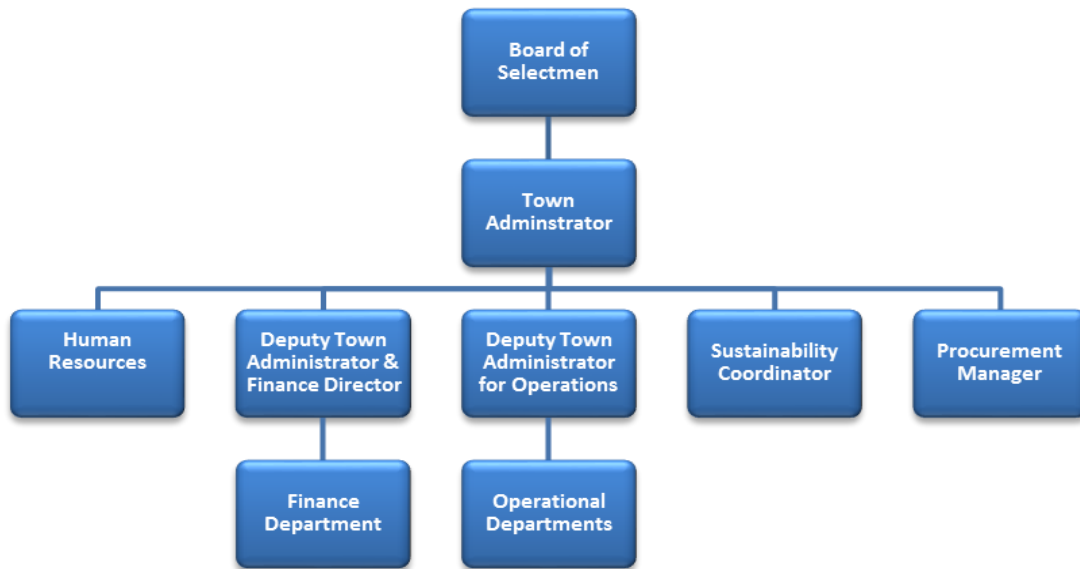 Board of
Selectmen
Town
Adminstrator
Human
Resources
Deputy Town
Administrator &
Finance Director
Deputy Town
Administrator
for Operations
Sustainability
Coordinator
Procurement
Manager
Finance
Department
Operational
Departments